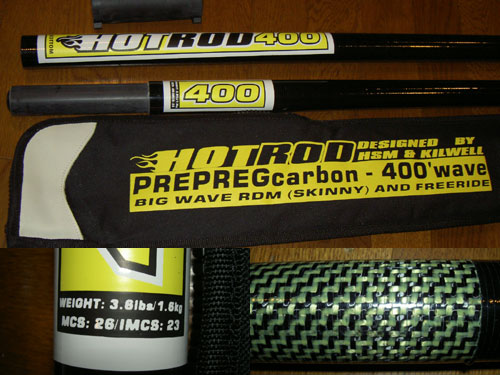 HOTROD400
400
HOTROD DESIGNED BY
HSM & KILWELL
PREPREGcarbon - 400'wave
BIG WAVE RDM (SKINNY) AND FREERIDE
WEIGHT: 3.6lbs/1.6kg
MCS: 26/IMCS: 23